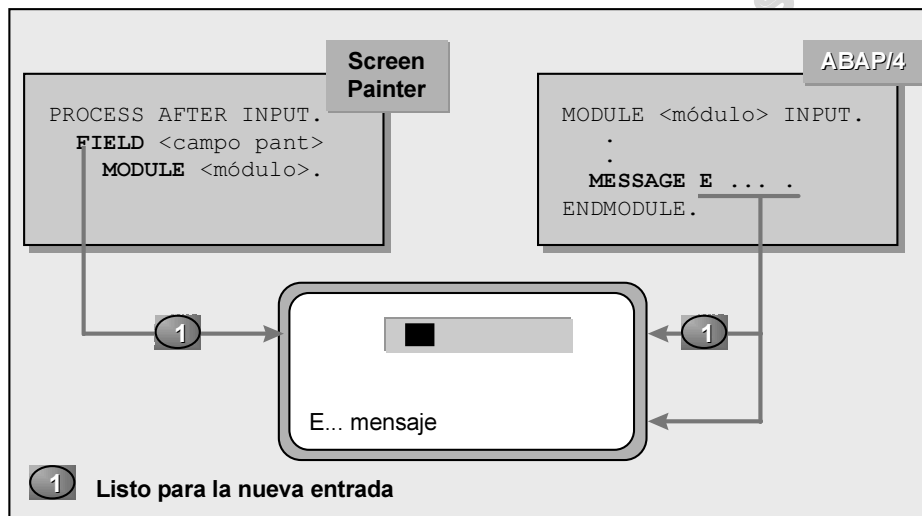 Screen
Painter
PROCESS AFTER INPUT.
FIELD <campo pant>
MODULE <módulo>.
ABAP/4
MODULE <módulo> INPUT.
.
.
MESSAGE E ... .
ENDMODULE.
1
1
E... mensaje
1 Listo para la nueva entrada